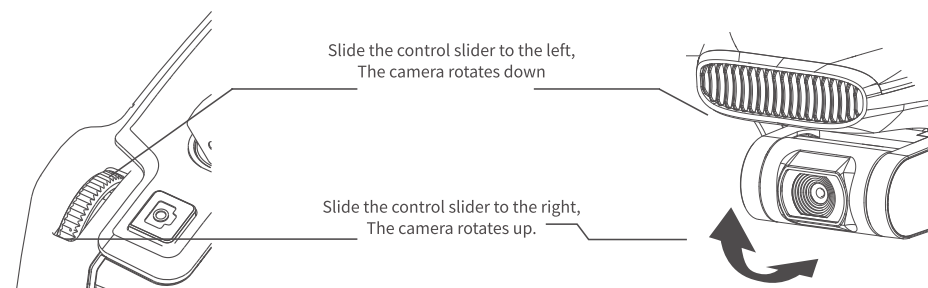 Slide the control slider to the left,
The camera rotates down
Slide the control slider to the right,
The camera rotates up.